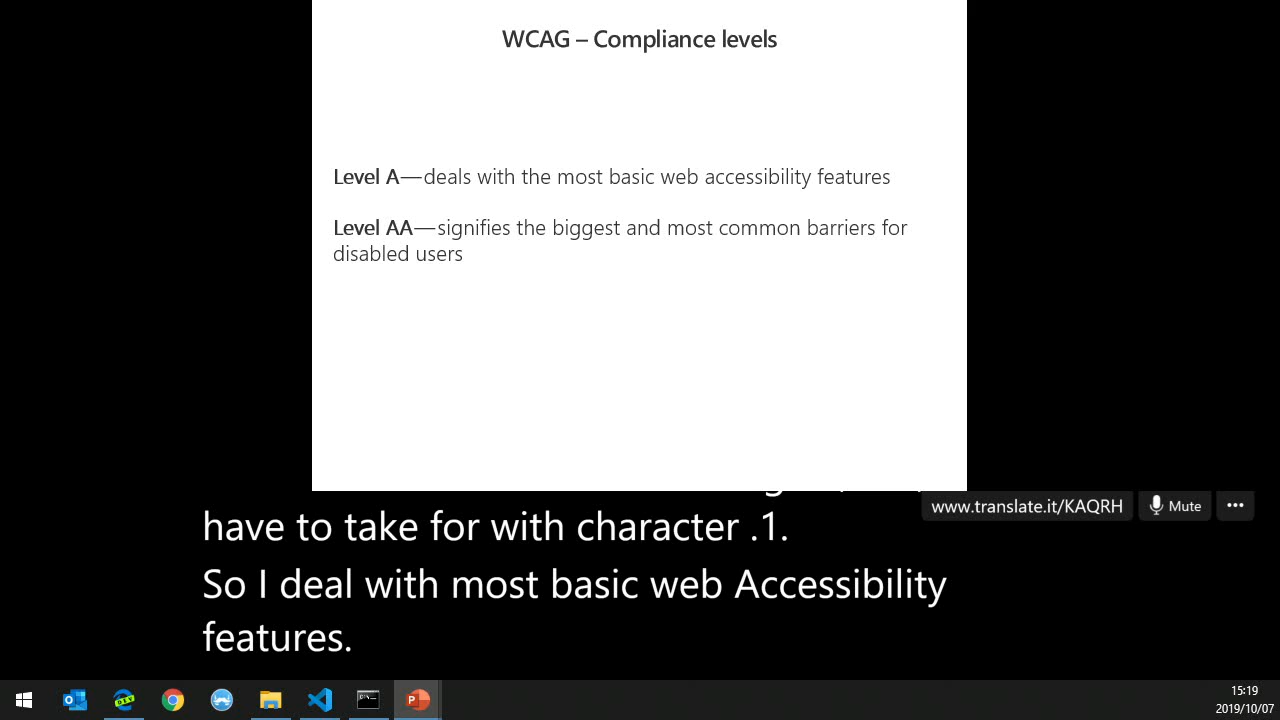 WCAG – Compliance levels
Level A—deals with the most basic web accessibility features
Level AA—signifies the biggest and most common barriers for
disabled users
www.translate.it/KAQRH
Mute
have to take for with character .1.
So I deal with most basic web Accessibility
features.
DEV
15:19
2019/10/07